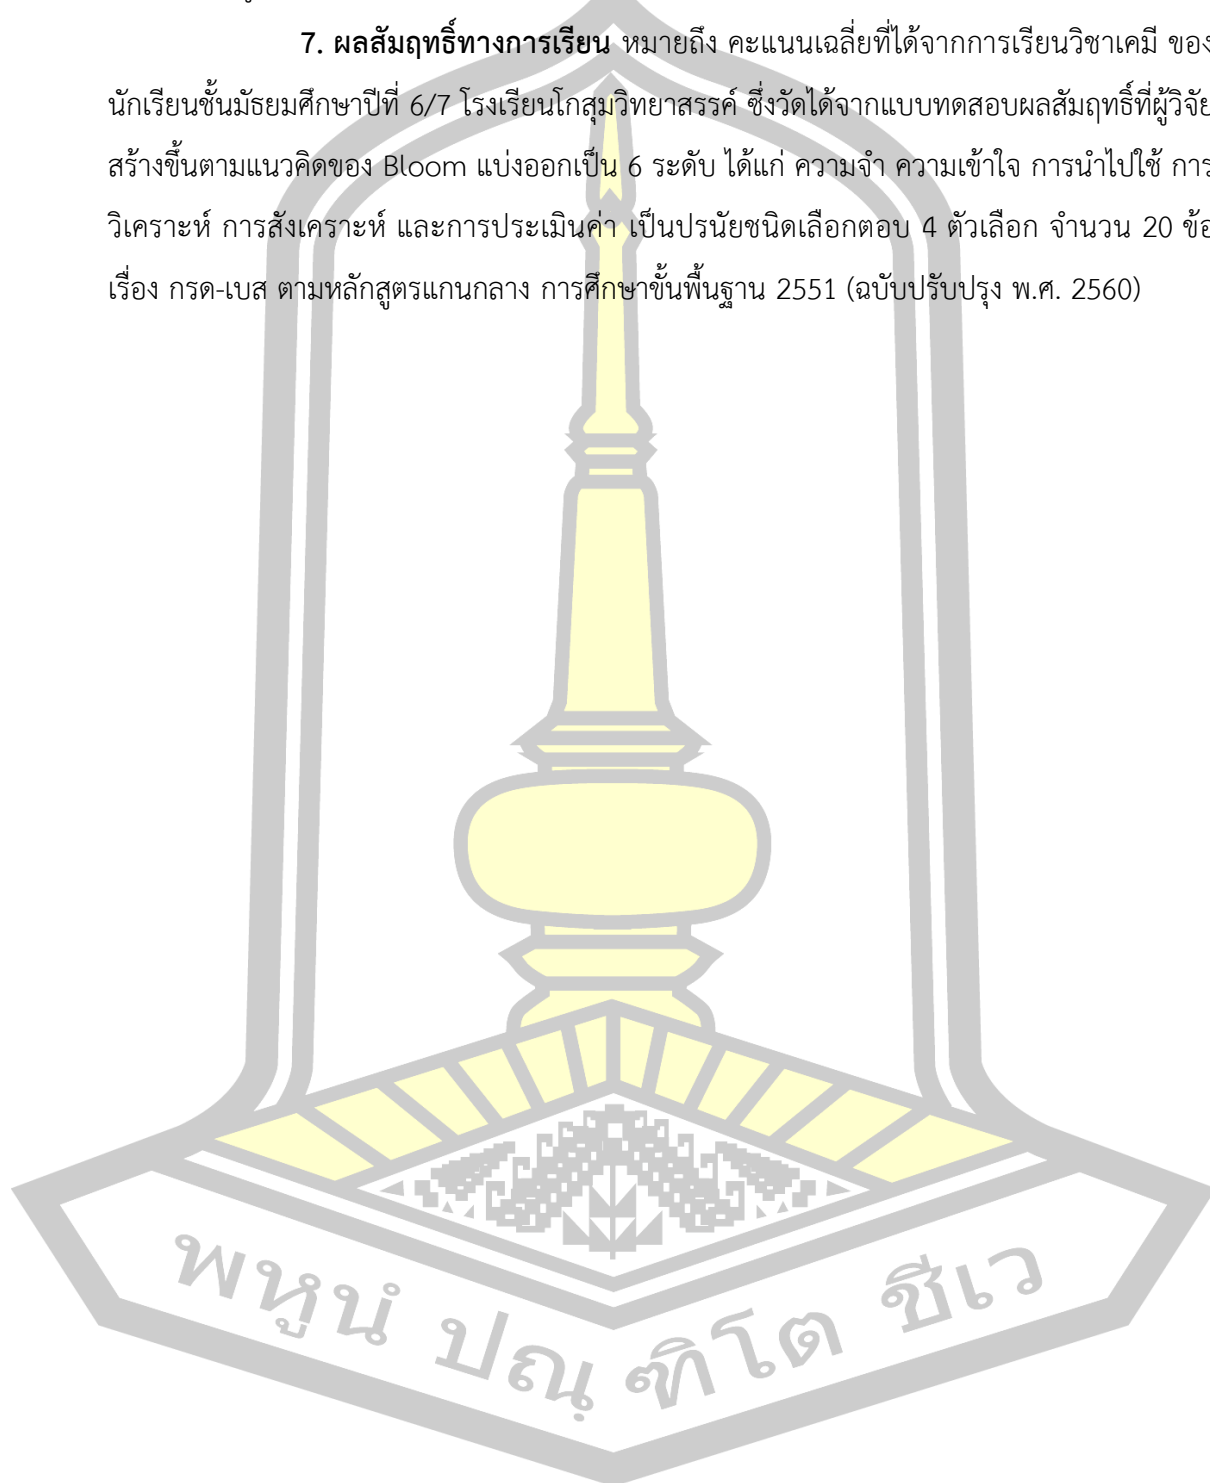 7. ผลสัมฤทธิ์ทางการเรียน หมายถึง คะแนนเฉลี่ยที่ได้จากการเรียนวิชาเคมี ของ
นักเรียนชั้นมัธยมศึกษาปีที่ 6/7 โรงเรียนโกสุมวิทยาสรรค์ ซึ่งวัดได้จากแบบทดสอบผลสัมฤทธิ์ที่ผู้วิจัย
สร้างขึ้นตามแนวคิดของ Bloom แบ่งออกเป็น 6 ระดับ ได้แก่ ความจำ ความเข้าใจ การนำไปใช้ การ
วิเคราะห์ การสังเคราะห์ และการประเมินค่า เป็นปรนัยชนิดเลือกตอบ 4 ตัวเลือก จำนวน 20 ข้อ
เรื่อง กรด-เบส ตามหลักสูตรแกนกลาง การศึกษาขั้นพื้นฐาน 2551 (ฉบับปรับปรุง พ.ศ. 2560)
พหูนํ ปณฺ ฑิโต ชีเว